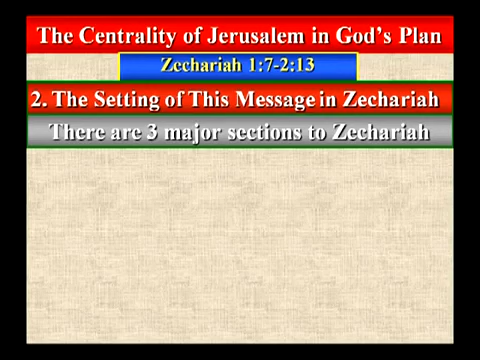 The Centrality of Jerusalem in God's Plan
Zechariah 1:7-2:13
2. The Setting of This Message in Zechariah
There are 3 major sections to Zechariah